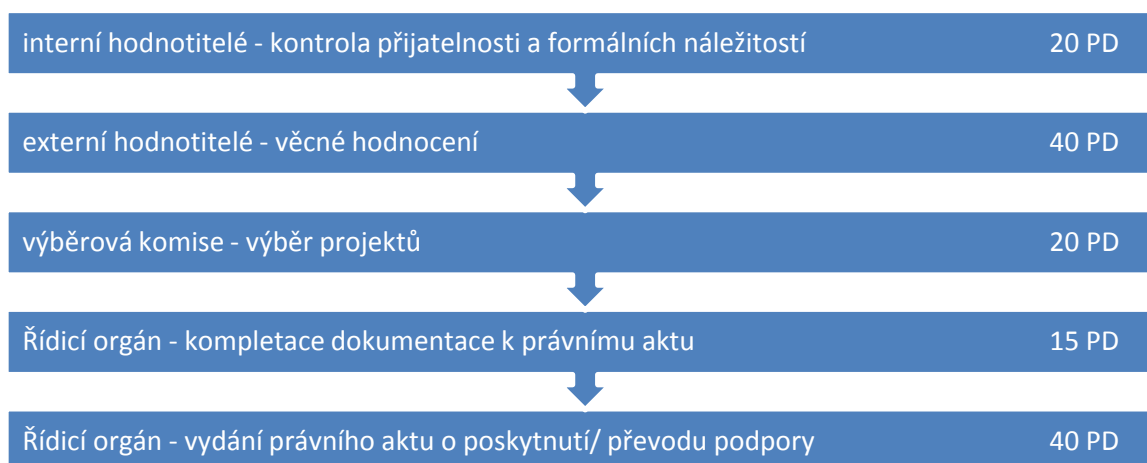 interní hodnotitelé - kontrola přijatelnosti a formálních náležitostí 20 PD
externí hodnotitelé - věcné hodnocení 40 PD
výběrová komise - výběr projektů 20 PD
Řídicí orgán - kompletace dokumentace k právnímu aktu 15 PD
Řídicí orgán - vydání právního aktu o poskytnutí/ převodu podpory 40 PD